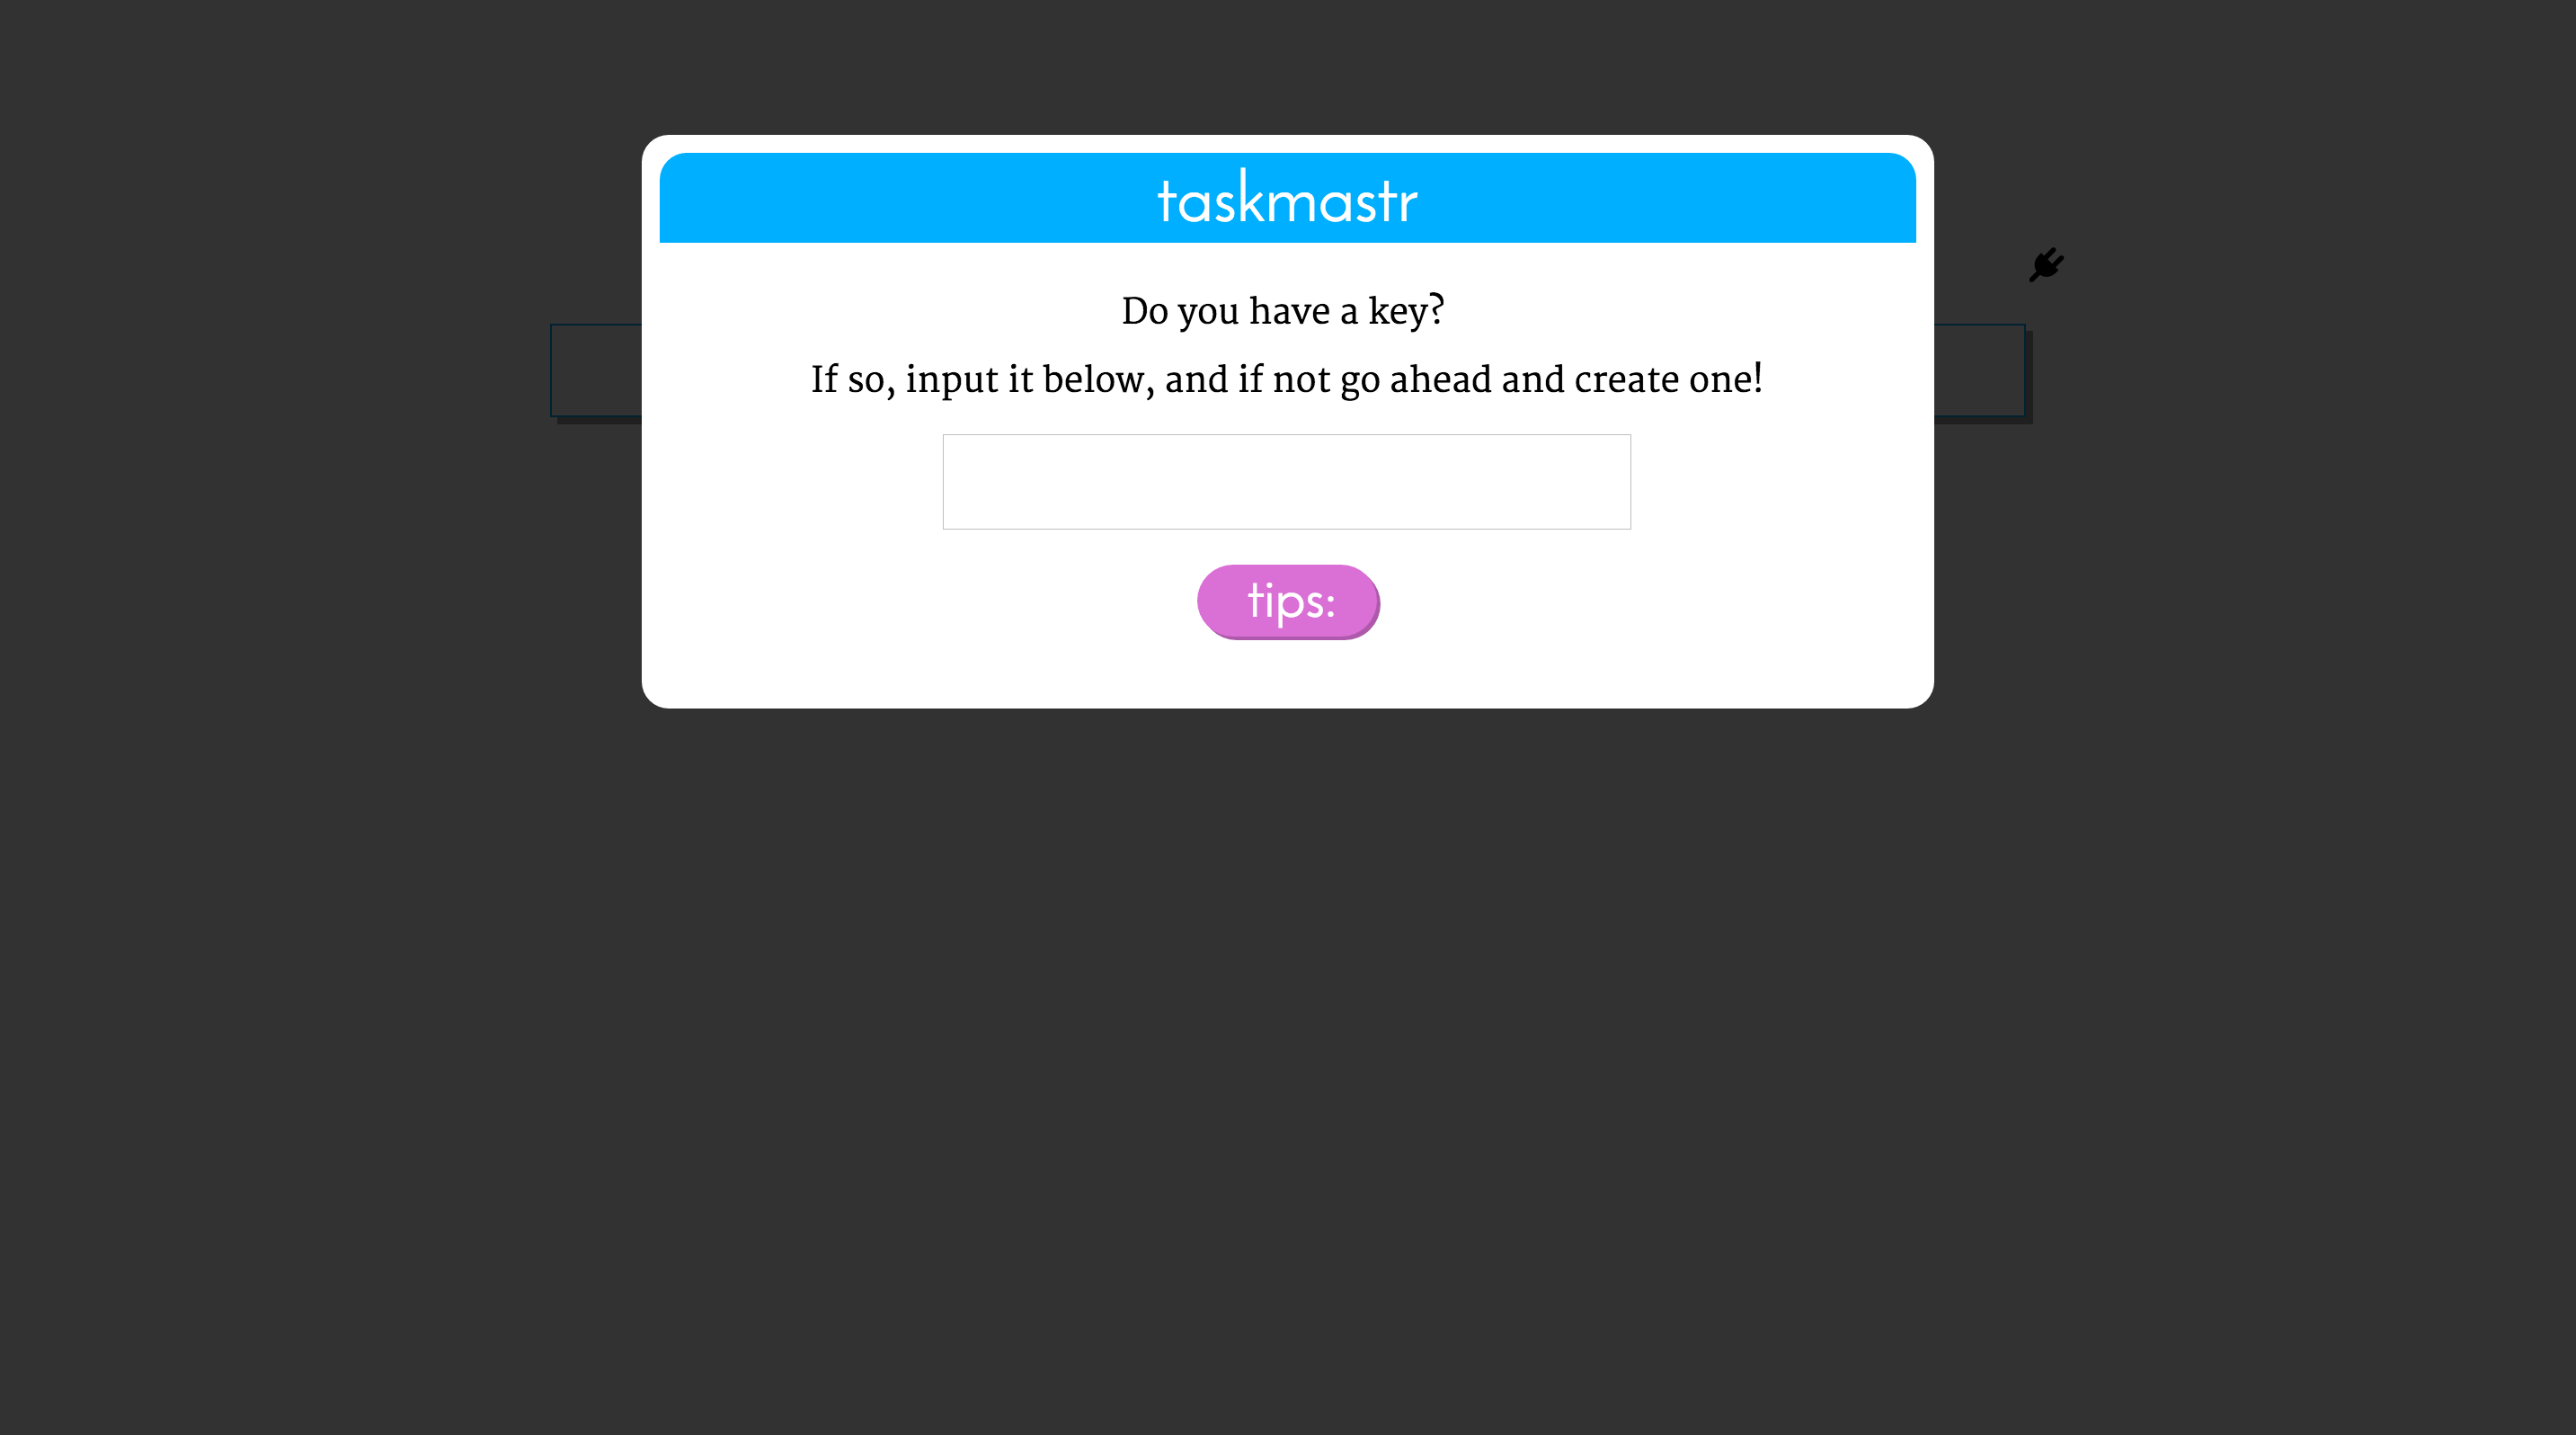 taskmastr
Do you have a key?
If so, input it below, and if not go ahead and create one!
tips: